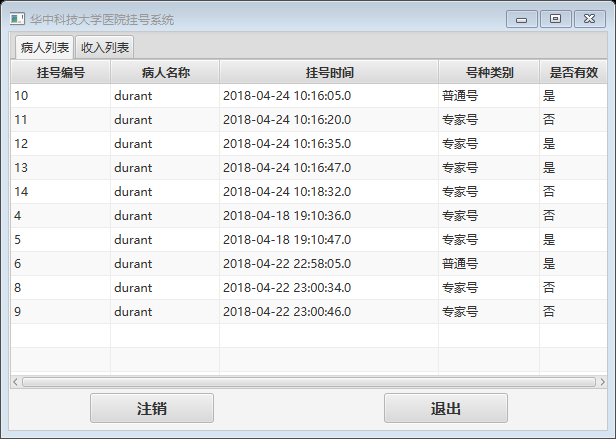 华中科技大学医院挂号系统
病人列表 收入列表
挂号编号 病人名称 挂号时间 号种类别 是否有效
10 durant 2018-04-24 10:16:05.0 普通号 是
11 durant 2018-04-24 10:16:20.0 专家号 否
12 durant 2018-04-24 10:16:35.0 专家号 是
13 durant 2018-04-24 10:16:47.0 专家号 是
14 durant 2018-04-24 10:18:32.0 专家号 否
4 durant 2018-04-18 19:10:36.0 专家号 否
5 durant 2018-04-18 19:10:47.0 专家号 是
6 durant 2018-04-22 22:58:05.0 普通号 是
8 durant 2018-04-22 23:00:34.0 专家号 否
9 durant 2018-04-22 23:00:46.0 专家号 否
注销 退出